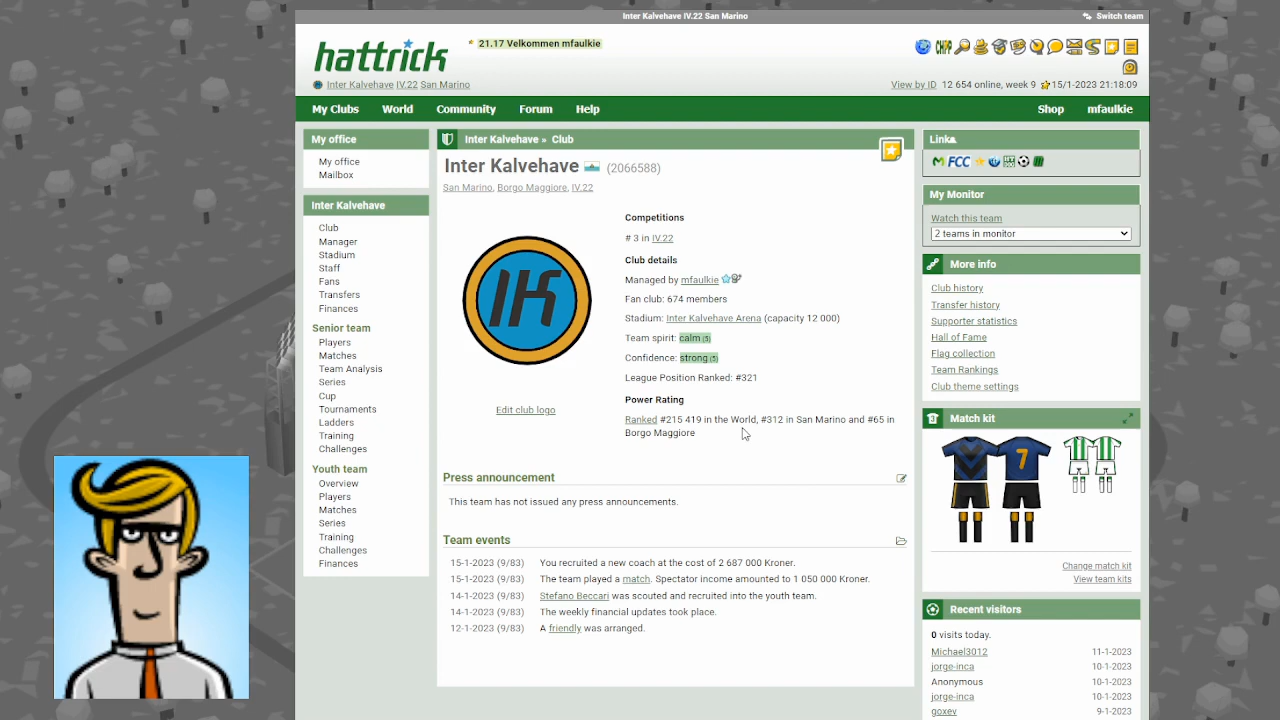 Inter Kalvehave IV.22 San Marino
Switch team
hattrick
21.17 Velkommen mfaulkie
CHPP
Inter Kalvehave IV.22 San Marino
View by ID 12 654 online, week 9 15/1-2023 21:18:09
My Clubs World Community Forum Help Shop mfaulkie
My office
My office
Mailbox
Inter Kalvehave
Club
Manager
Stadium
Staff
Fans
Transfers
Finances
Senior team
Players
Matches
Team Analysis
Series
Cup
Tournaments
Ladders
Training
Challenges
Youth team
Overview
Players
Matches
Series
Training
Challenges
Finances
Inter Kalvehave » Club
Inter Kalvehave (2066588)
San Marino, Borgo Maggiore, IV.22
IK
Edit club logo
Competitions
# 3 in IV.22
Club details
Managed by mfaulkie
Fan club: 674 members
Stadium: Inter Kalvehave Arena (capacity 12 000)
Team spirit: calm (5)
Confidence: strong (5)
League Position Ranked: #321
Power Rating
Ranked #215 419 in the World, #312 in San Marino and #65 in
Borgo Maggiore
Press announcement
This team has not issued any press announcements.
Team events
15-1-2023 (9/83) You recruited a new coach at the cost of 2 687 000 Kroner.
15-1-2023 (9/83) The team played a match. Spectator income amounted to 1 050 000 Kroner.
14-1-2023 (9/83) Stefano Beccari was scouted and recruited into the youth team.
14-1-2023 (9/83) The weekly financial updates took place.
12-1-2023 (9/83) A friendly was arranged.
Links
FCC
My Monitor
Watch this team
2 teams in monitor
More info
Club history
Transfer history
Supporter statistics
Hall of Fame
Flag collection
Team Rankings
Club theme settings
Match kit
7
Change match kit
View team kits
Recent visitors
0 visits today.
Michael3012 11-1-2023
jorge-inca 10-1-2023
Anonymous 10-1-2023
jorge-inca 10-1-2023
goxev 9-1-2023